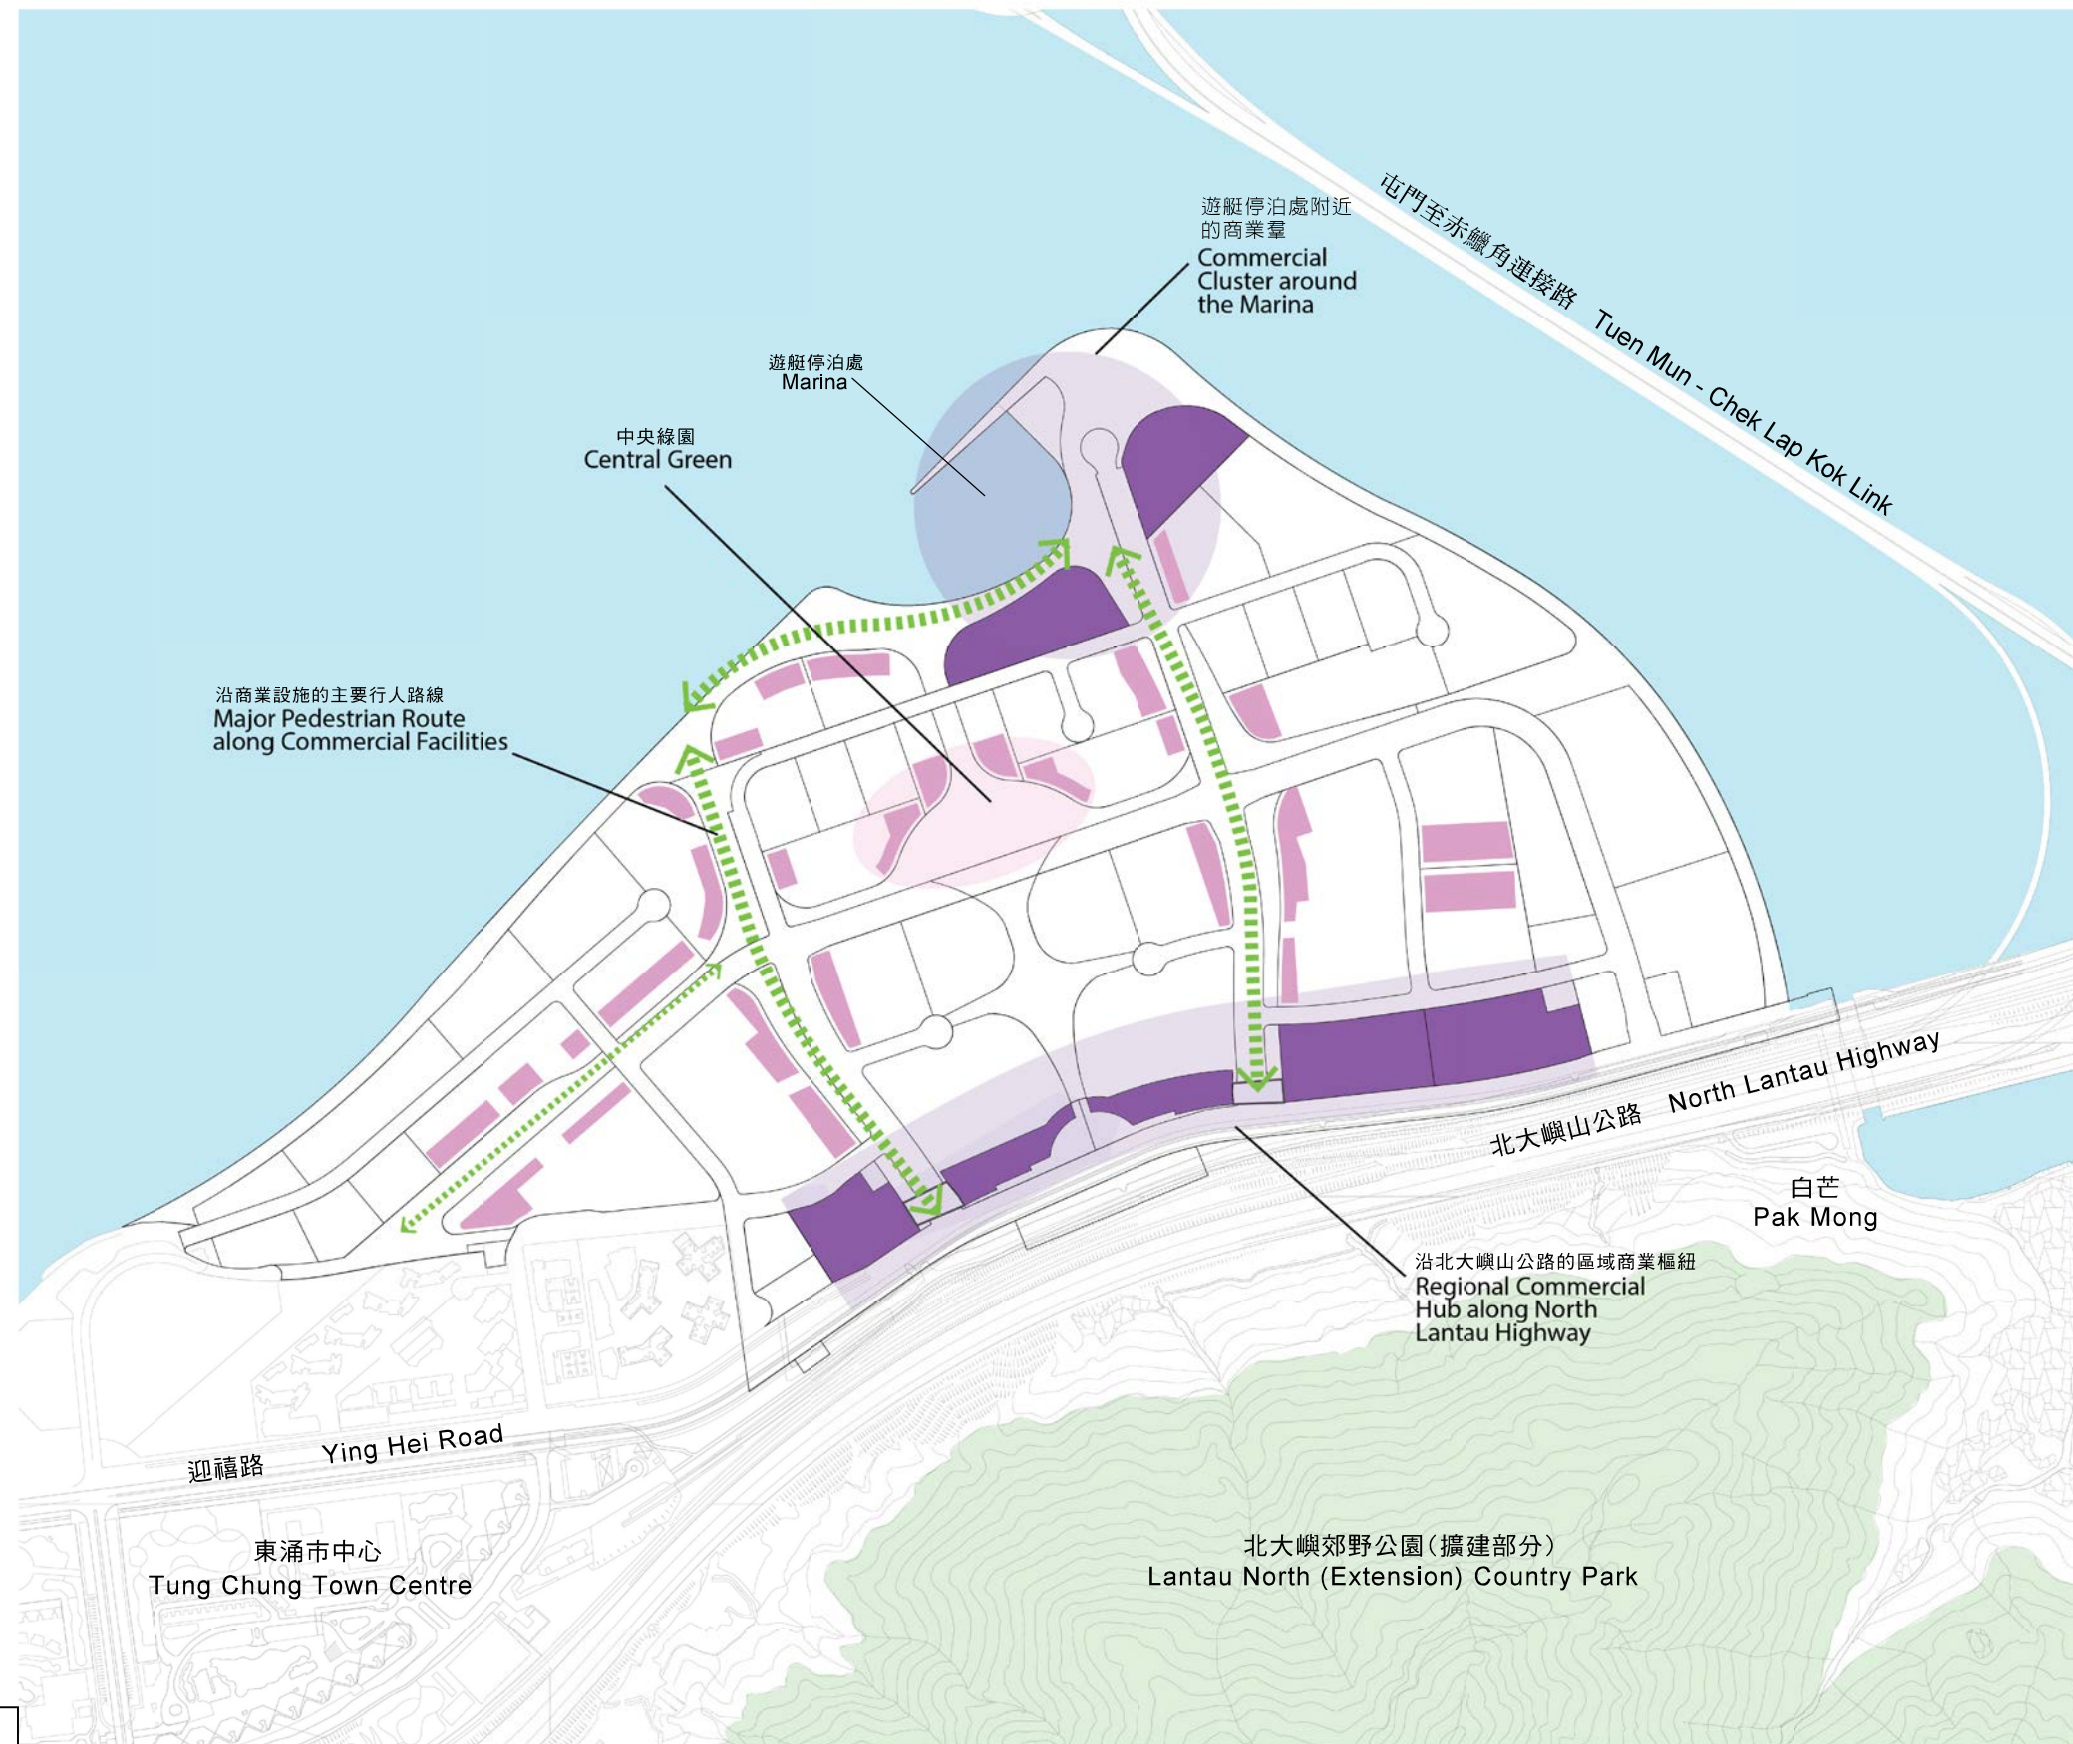 屯門至赤鱲角連接路 Tuen Mun - Chek Lap Kok Link
遊艇停泊處附近
的商業羣
Commercial
Cluster around
the Marina
遊艇停泊處
Marina
中央綠園
Central Green
沿商業設施的主要行人路線
Major Pedestrian Route
along Commercial Facilities
北大嶼山公路 North Lantau Highway
白芒
Pak Mong
沿北大嶼山公路的區域商業樞紐
Regional Commercial
Hub along North
Lantau Highway
迎禧路 Ying Hei Road
東涌市中心
Tung Chung Town Centre
北大嶼郊野公園(擴建部分)
Lantau North (Extension) Country Park